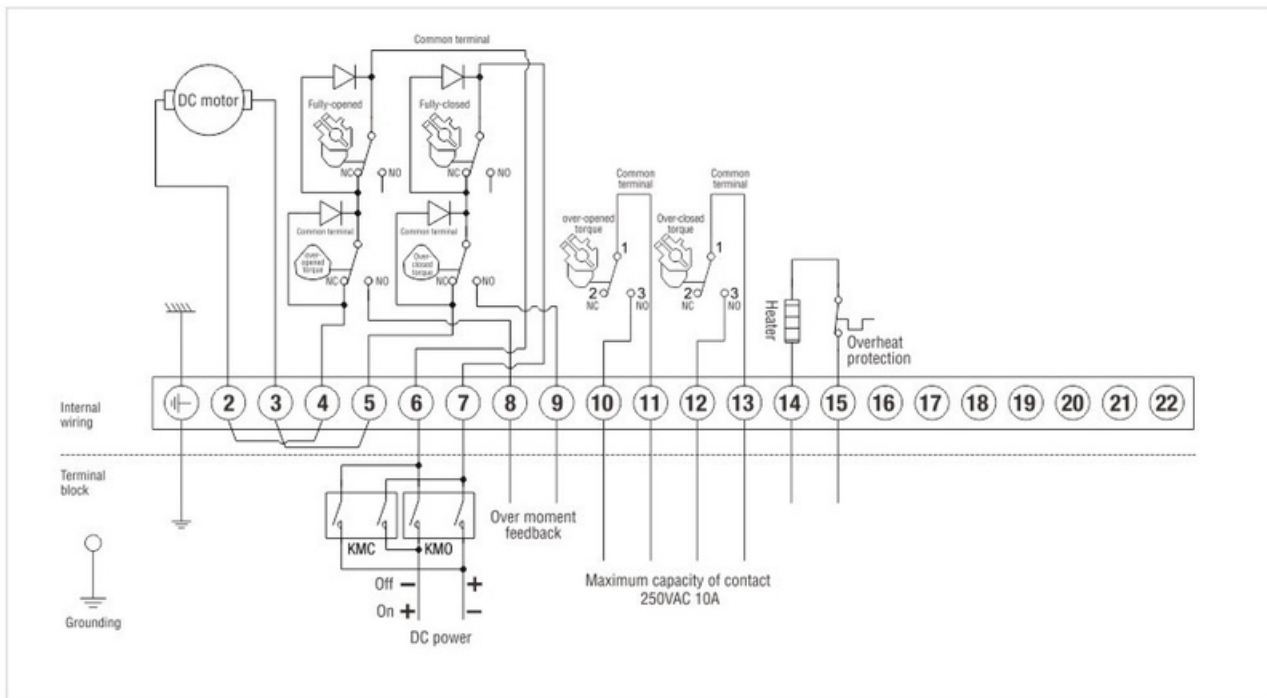 Common terminal
DC motor
Fully-opened
Fully-closed
NC
NO
NC
NO
Common terminal
Common terminal
over-
opened
torque
Over-
closed
torque
NC
NO
NC
NO
Common
terminal
Common
terminal
over-opened
torque
Over-closed
torque
1
1
2
3
2
3
NC
NO
NC
NO
Heater
Overheat
protection
Internal
wiring
2 3 4 5 6 7 8 9 10 11 12 13 14 15 16 17 18 19 20 21 22
Terminal
block
KMC
KMO
Over moment
feedback
Off − +
On + −
DC power
Maximum capacity of contact
250VAC 10A
Grounding